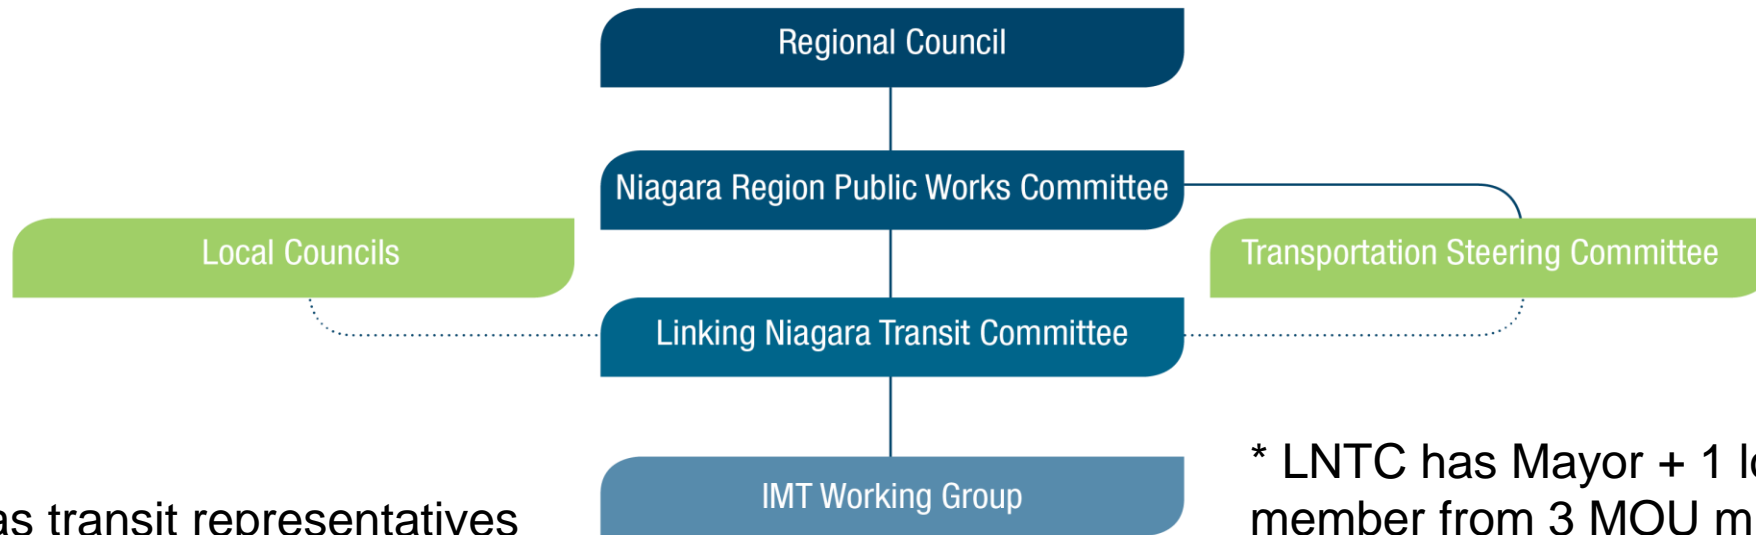 Regional Council
Niagara Region Public Works Committee
Local Councils
Transportation Steering Committee
Linking Niagara Transit Committee
* LNTC has Mayor + 1
member from 3 MOU
IMT Working Group
transit representatives